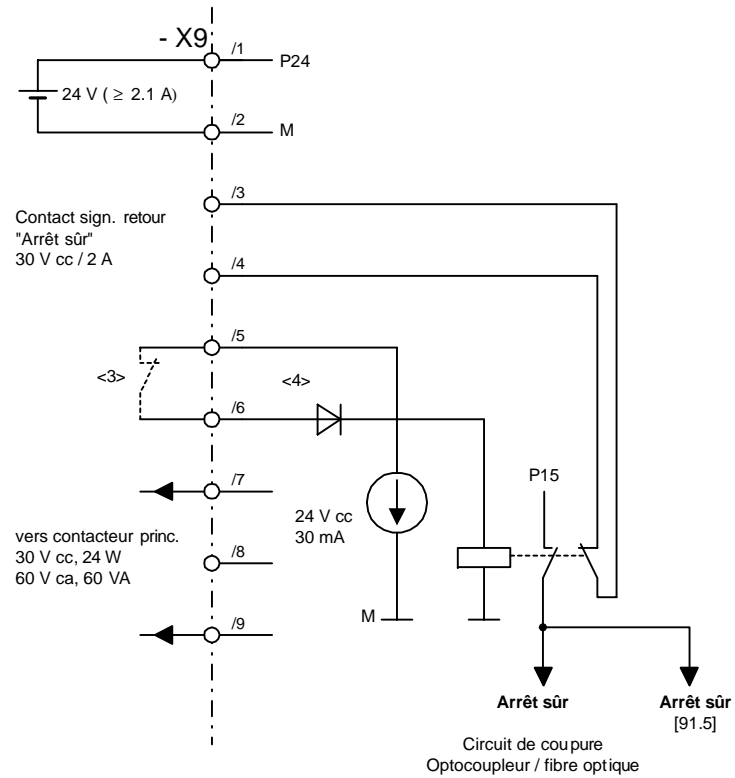 - X9
/1
P24
24 V ( ≥ 2.1 A)
/2
M
/3
Contact sign. retour
"Arrêt sûr"
30 V cc / 2 A
/4
/5
<3>
<4>
/6
P15
/7
24 V cc
30 mA
vers contacteur princ.
30 V cc, 24 W
60 V ca, 60 VA
/8
M
/9
Arrêt sûr
Arrêt sûr
[91.5]
Circuit de coupure
Optocoupleur / fibre optique